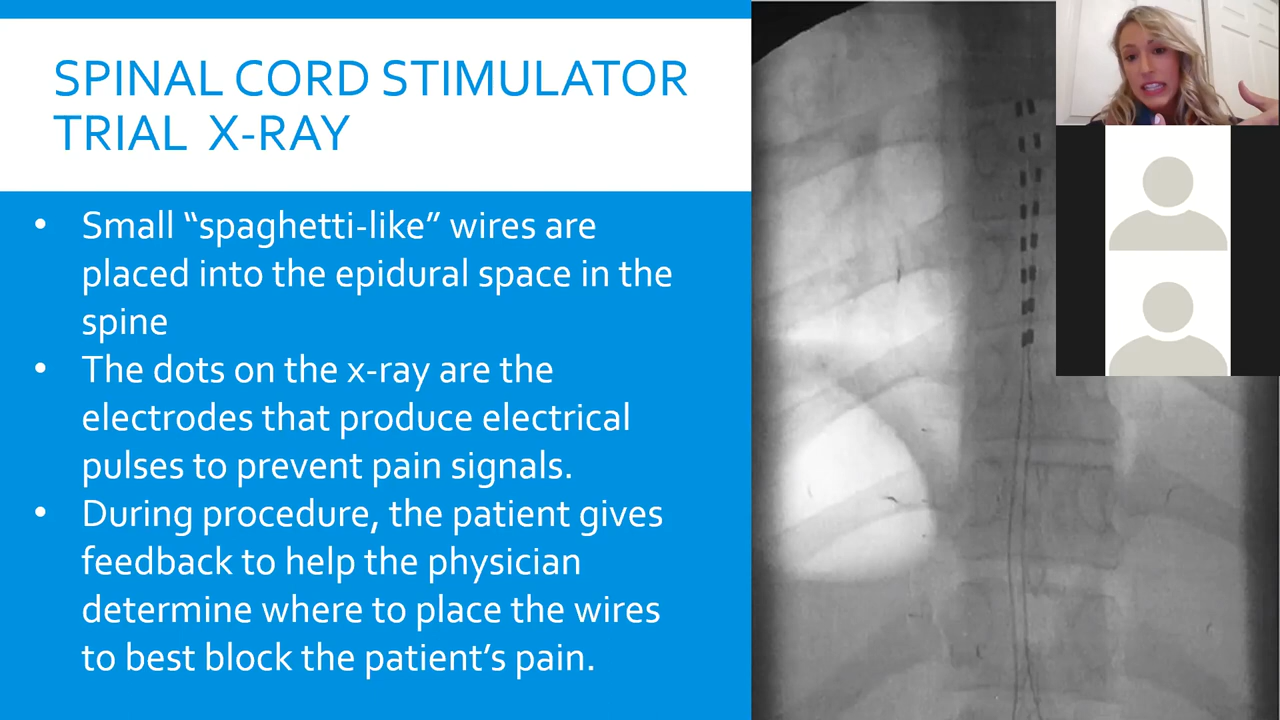 SPINAL CORD STIMULATOR
TRIAL X-RAY
• Small “spaghetti-like” wires are
placed into the epidural space in the
spine
• The dots on the x-ray are the
electrodes that produce electrical
pulses to prevent pain signals.
• During procedure, the patient gives
feedback to help the physician
determine where to place the wires
to best block the patient’s pain.